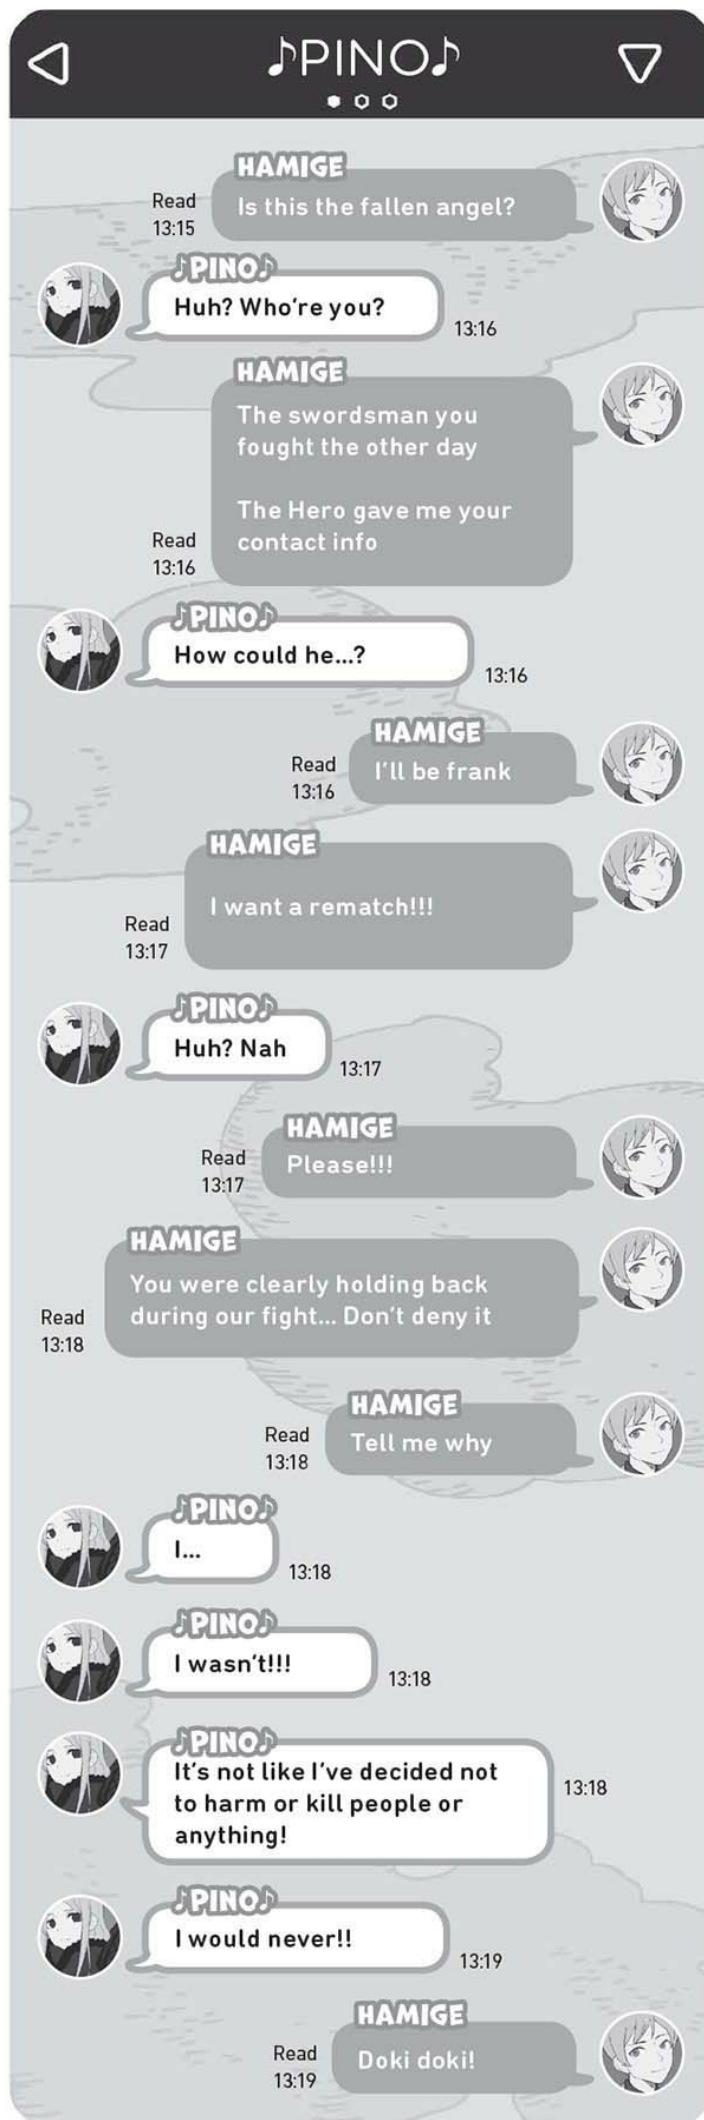 ♪PINO♪
HAMIGE
Is this the fallen angel?
Read
13:15
♪PINO♪
Huh? Who're you?
13:16
HAMIGE
The swordsman you
fought the other day
The Hero gave me your
contact info
Read
13:16
♪PINO♪
How could he...?
13:16
HAMIGE
I'll be frank
Read
13:16
HAMIGE
I want a rematch!!!
Read
13:17
♪PINO♪
Huh? Nah
13:17
HAMIGE
Please!!!
Read
13:17
HAMIGE
You were clearly holding back
during our fight... Don't deny it
Read
13:18
HAMIGE
Tell me why
Read
13:18
♪PINO♪
I...
13:18
♪PINO♪
I wasn't!!!
13:18
♪PINO♪
It's not like I've decided not
to harm or kill people or
anything!
13:18
♪PINO♪
I would never!!
13:19
HAMIGE
Doki doki!
Read
13:19